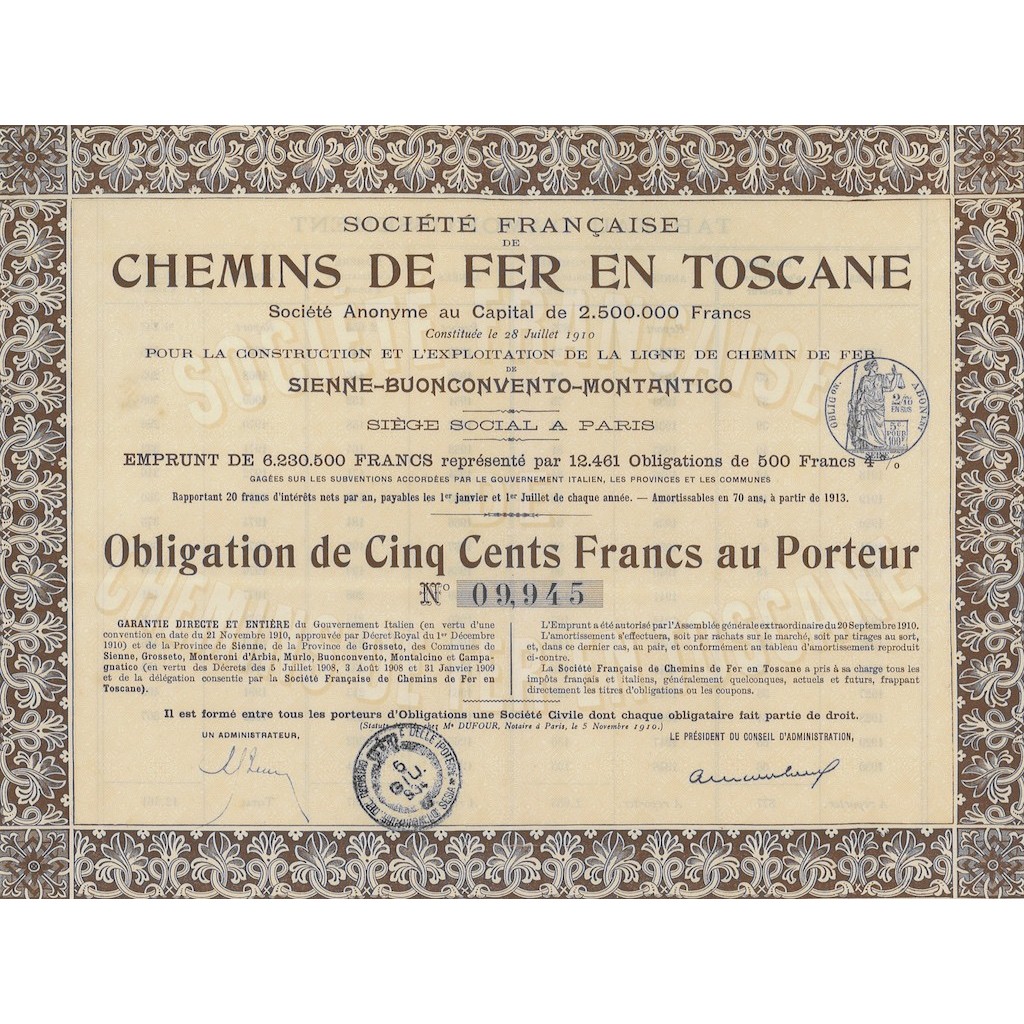 SOCIÉTÉ FRANÇAISE
DE
CHEMINS DE FER EN TOSCANE
Société Anonyme au Capital de 2.500.000 Francs
Constituée le 28 Juillet 1910
POUR LA CONSTRUCTION ET L'EXPLOITATION DE LA LIGNE DE CHEMIN DE FER
DE
SIENNE-BUONCONVENTO-MONTANTICO
SIÈGE SOCIAL A PARIS
OBLIG ON. ABONEMT
2/10
EN SUS
5c POUR
100F
SEINE
EMPRUNT DE 6.230.500 FRANCS représenté par 12.461 Obligations de 500 Francs 4 %
GAGÉES SUR LES SUBVENTIONS ACCORDÉES PAR LE GOUVERNEMENT ITALIEN, LES PROVINCES ET LES COMMUNES
Rapportant 20 francs d'intérêts nets par an, payables les 1er janvier et 1er Juillet de chaque année. — Amortissables en 70 ans, à partir de 1913.
Obligation de Cinq Cents Francs au Porteur
No 09,945
GARANTIE DIRECTE ET ENTIÈRE du Gouvernement Italien (en vertu d'une
convention en date du 21 Novembre 1910, approuvée par Décret Royal du 1er Décembre
1910) et de la Province de Sienne, de la Province de Grosseto, des Communes de
Sienne, Grosseto, Monteroni d'Arbia, Murlo, Buonconvento, Montalcino et Campa-
gnatico (en vertu des Décrets des 5 Juillet 1908, 3 Août 1908 et 31 Janvier 1909
et de la délégation consentie par la Société Française de Chemins de Fer en
Toscane).
L'Emprunt a été autorisé par l'Assemblée générale extraordinaire du 20 Septembre 1910.
L'amortissement s'effectuera, soit par rachats sur le marché, soit par tirages au sort,
et, dans ce dernier cas, au pair, et conformément au tableau d'amortissement reproduit
ci-contre.
La Société Française de Chemins de Fer en Toscane a pris à sa charge tous les
impôts français et italiens, généralement quelconques, actuels et futurs, frappant
directement les titres d'obligations ou les coupons.
Il est formé entre tous les porteurs d'Obligations une Société Civile dont chaque obligataire fait partie de droit.
(Statuts chez Me DUFOUR, Notaire à Paris, le 5 Novembre 1910.)
UN ADMINISTRATEUR,
LE PRÉSIDENT DU CONSEIL D'ADMINISTRATION,